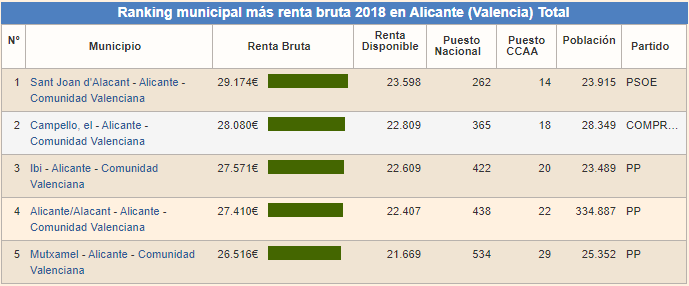 Ranking municipal más renta bruta 2018 en Alicante (Valencia) Total
Nº Municipio Renta Bruta Renta Disponible Puesto Nacional Puesto CCAA Población Partido
1 Sant Joan d'Alacant - Alicante - 29.174€ 23.598 262 14 23.915 PSOE
Comunidad Valenciana
2 Campello, el - Alicante - 28.080€ 22.809 365 18 28.349 COMPR...
Comunidad Valenciana
3 Ibi - Alicante - Comunidad 27.571€ 22.609 422 20 23.489 PP
Valenciana
4 Alicante/Alacant - Alicante - 27.410€ 22.407 438 22 334.887 PP
Comunidad Valenciana
5 Mutxamel - Alicante - Comunidad 26.516€ 21.669 534 29 25.352 PP
Valenciana